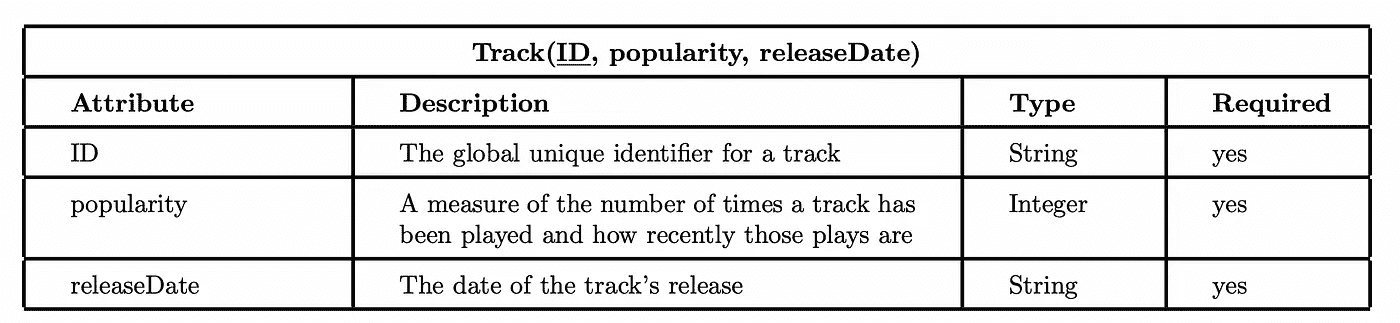 Track(ID, popularity, releaseDate)
Attribute Description Type Required
ID The global unique identifier for a track String yes
popularity A measure of the number of times a track has Integer yes
been played and how recently those plays are
releaseDate The date of the track's release String yes